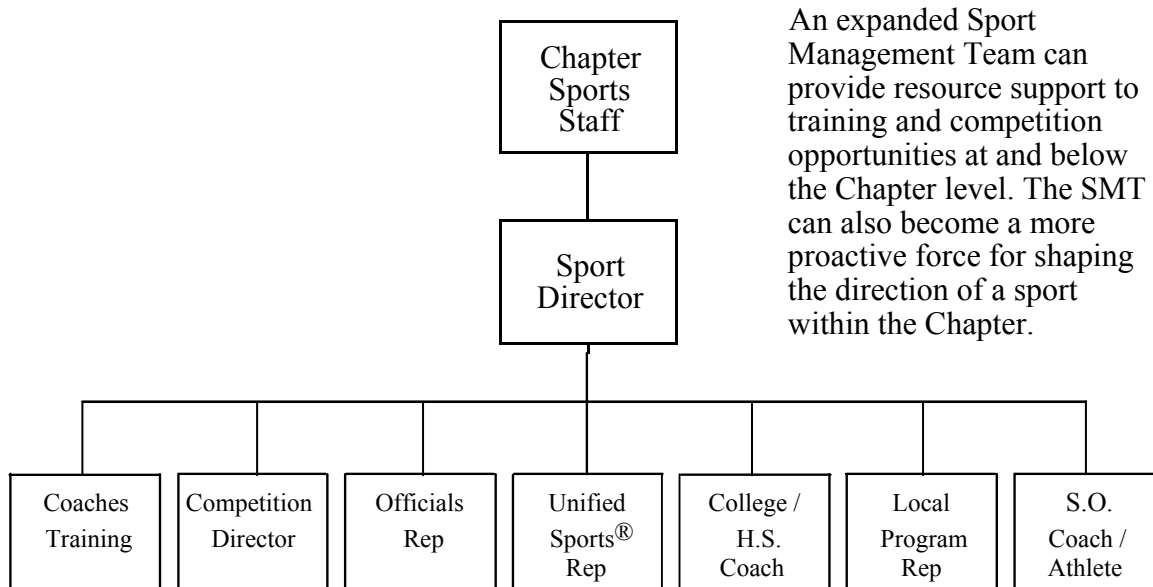 Chapter
Sports
Staff
An expanded Sport
Management Team can
provide resource support to
training and competition
opportunities at and below
the Chapter level. The SMT
can also become a more
proactive force for shaping
the direction of a sport
within the Chapter.
Sport
Director
Coaches
Training
Competition
Director
Officials
Rep
Unified
Sports®
Rep
College /
H.S.
Coach
Local
Program
Rep
S.O.
Coach /
Athlete